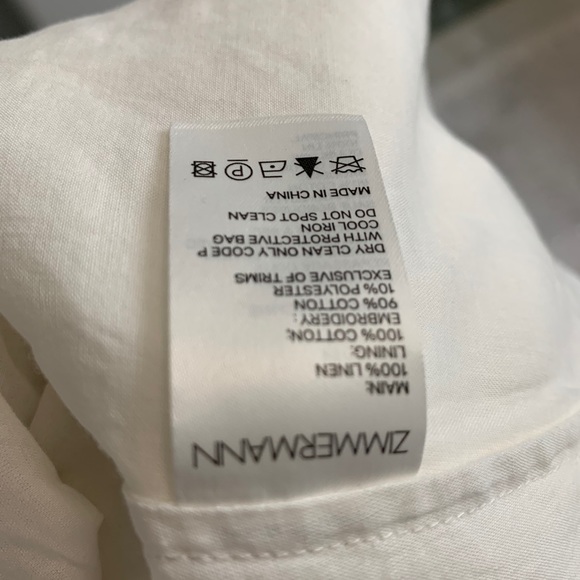 ZIMMERMANN
MAIN:
100% LINEN
LINING:
100% COTTON:
EMBROIDERY:
90% COTTON
10% POLYESTER
EXCLUSIVE OF TRIMS
DRY CLEAN ONLY CODE P
WITH PROTECTIVE BAG
COOL IRON
DO NOT SPOT CLEAN
MADE IN CHINA
P